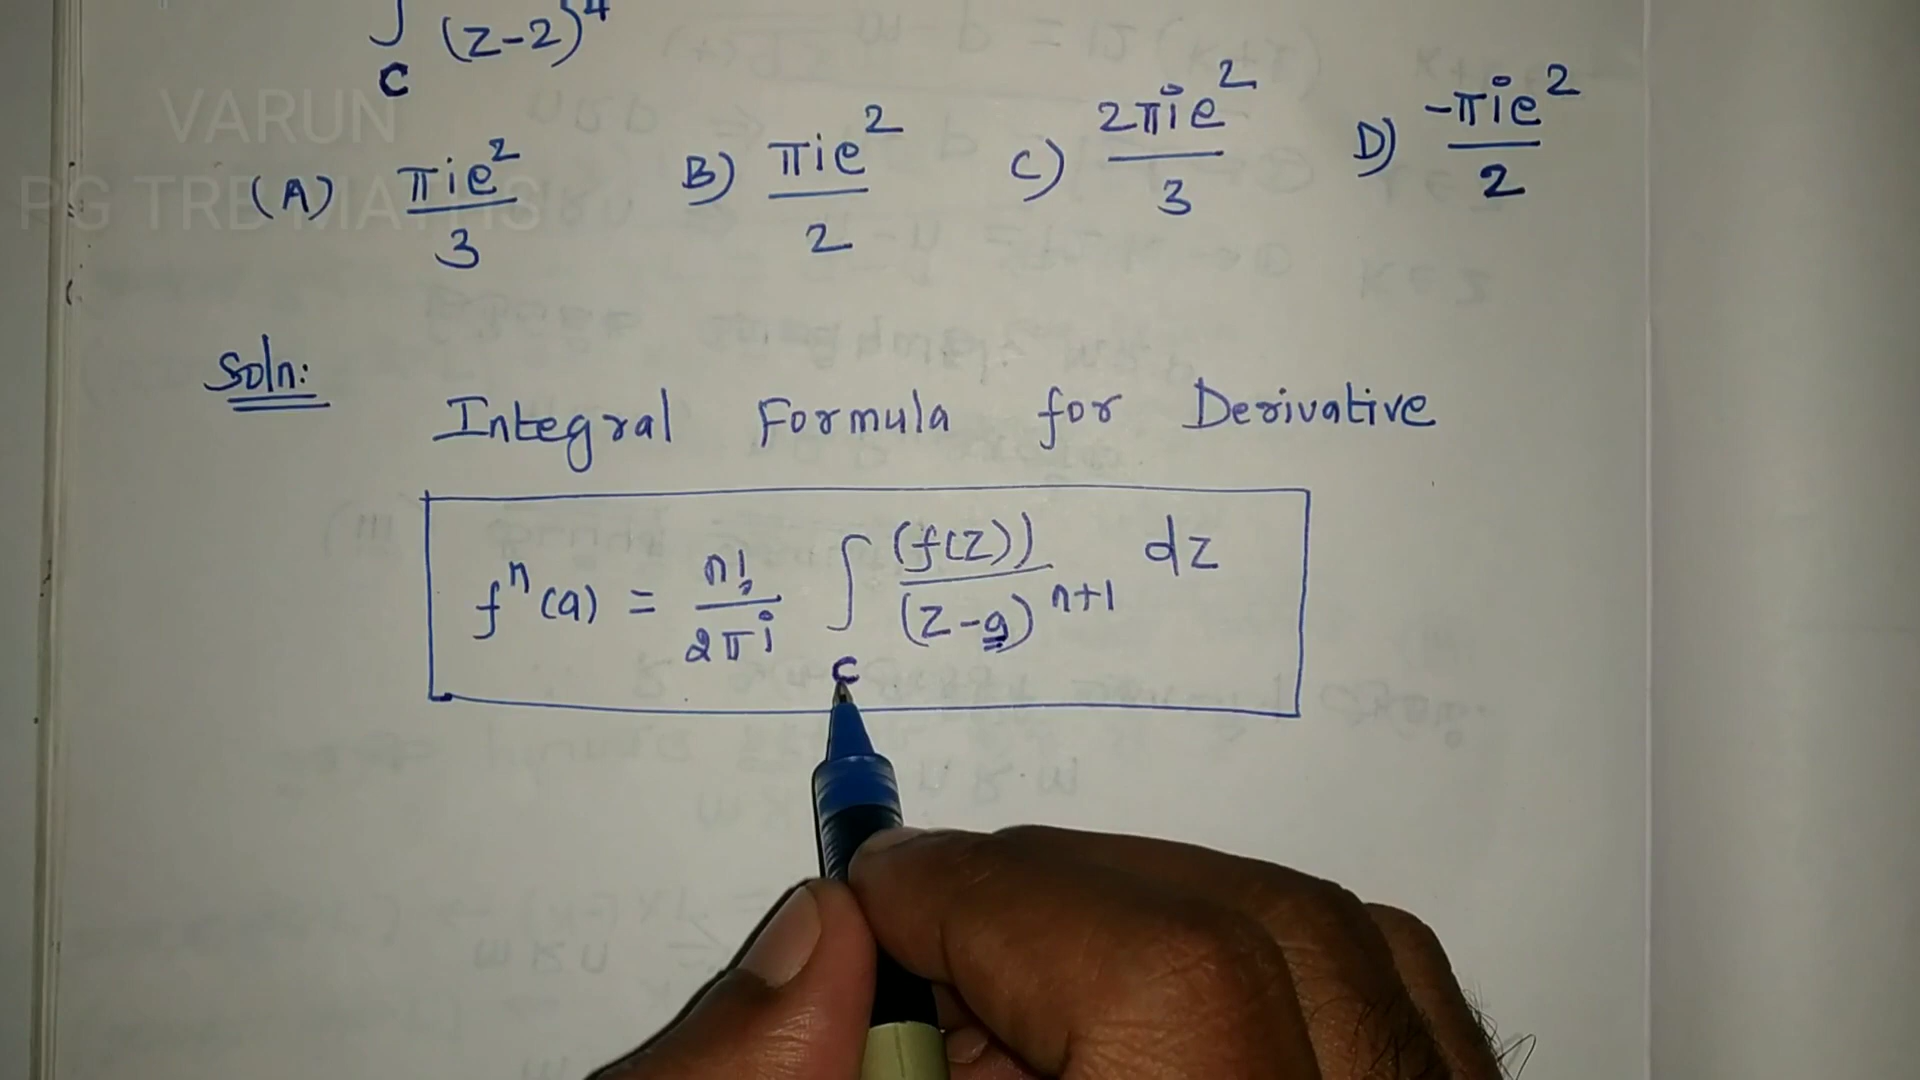 ∫ (z-2)⁴
C
VARUN
PG TRB MATHS
(A) πie²/3 B) πie²/2 C) 2πie²/3 D) -πie²/2
Soln:
Integral Formula for Derivative
fⁿ(a) = n!/2πi ∫ (f(z))/(z-a)ⁿ⁺¹ dz
C